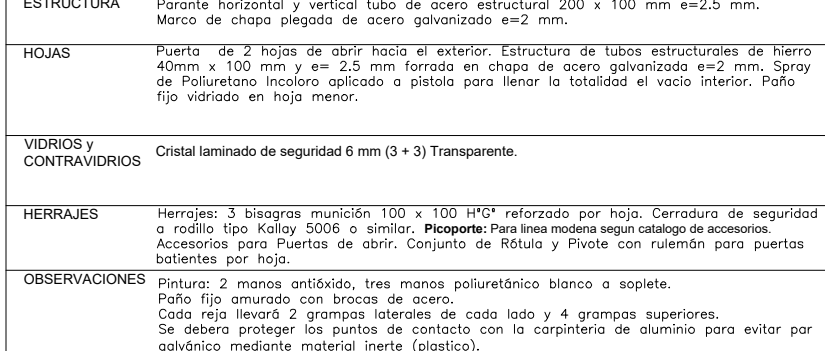 ESTRUCTURA Parante horizontal y vertical tubo de acero estructural 200 x 100 mm e=2.5 mm.
Marco de chapa plegada de acero galvanizado e=2 mm.
HOJAS Puerta de 2 hojas de abrir hacia el exterior. Estructura de tubos estructurales de hierro
40mm x 100 mm y e= 2.5 mm forrada en chapa de acero galvanizada e=2 mm. Spray
de Poliuretano Incoloro aplicado a pistola para llenar la totalidad el vacio interior. Paño
fijo vidriado en hoja menor.
VIDRIOS y
CONTRAVIDRIOS Cristal laminado de seguridad 6 mm (3 + 3) Transparente.
HERRAJES Herrajes: 3 bisagras munición 100 x 100 HºGº reforzado por hoja. Cerradura de seguridad
a rodillo tipo Kallay 5006 o similar. Picoporte: Para linea modena segun catalogo de accesorios.
Accesorios para Puertas de abrir. Conjunto de Rótula y Pivote con rulemán para puertas
batientes por hoja.
OBSERVACIONES Pintura: 2 manos antióxido, tres manos poliuretánico blanco a soplete.
Paño fijo amurado con brocas de acero.
Cada reja llevará 2 grampas laterales de cada lado y 4 grampas superiores.
Se debera proteger los puntos de contacto con la carpinteria de aluminio para evitar par
galvánico mediante material inerte (plastico).